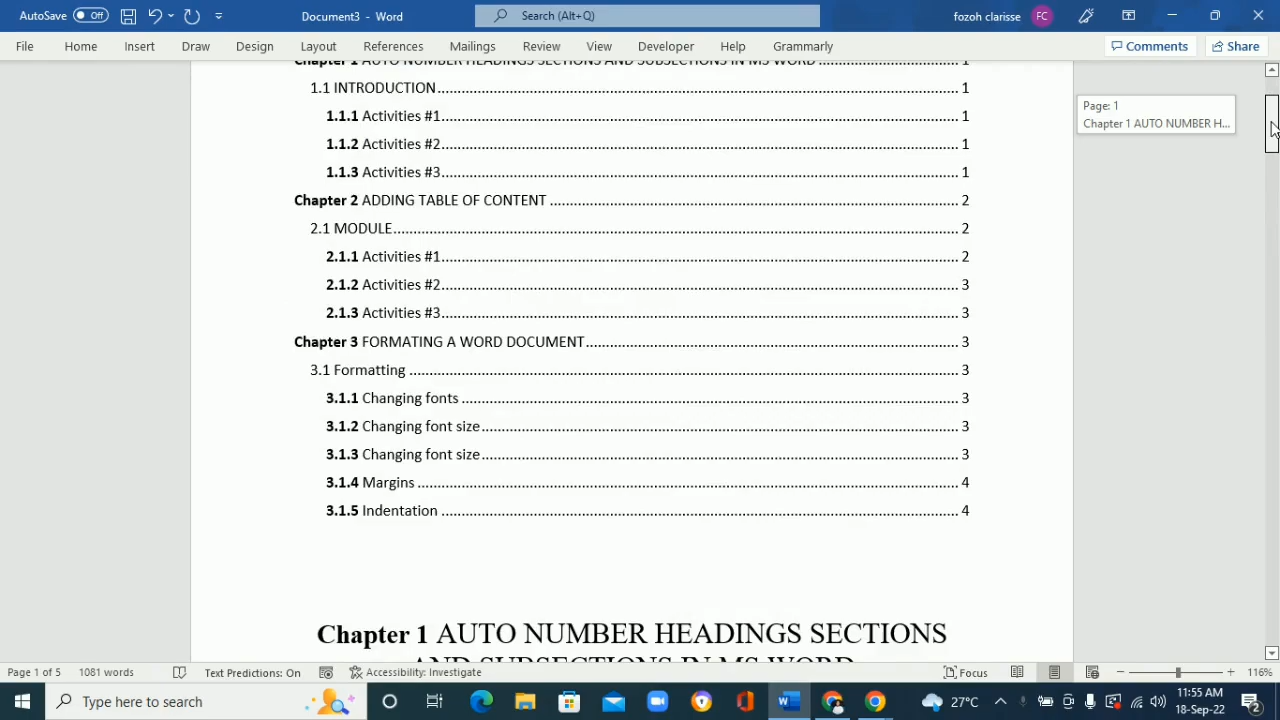 AutoSave Off Document3 - Word Search (Alt+Q) fozoh clarisse FC
File Home Insert Draw Design Layout References Mailings Review View Developer Help Grammarly Comments Share
Chapter 1 AUTO NUMBER HEADINGS SECTIONS AND SUBSECTIONS IN MS WORD 1
1.1 INTRODUCTION 1
1.1.1 Activities #1 1
1.1.2 Activities #2 1
1.1.3 Activities #3 1
Chapter 2 ADDING TABLE OF CONTENT 2
2.1 MODULE 2
2.1.1 Activities #1 2
2.1.2 Activities #2 3
2.1.3 Activities #3 3
Chapter 3 FORMATING A WORD DOCUMENT 3
3.1 Formatting 3
3.1.1 Changing fonts 3
3.1.2 Changing font size 3
3.1.3 Changing font size 3
3.1.4 Margins 4
3.1.5 Indentation 4
Page: 1
Chapter 1 AUTO NUMBER H...
Chapter 1 AUTO NUMBER HEADINGS SECTIONS
AND SUBSECTIONS IN MS WORD
Page 1 of 5 1081 words Text Predictions: On Accessibility: Investigate Focus 116%
Type here to search 27°C 11:55 AM
18-Sep-22 2